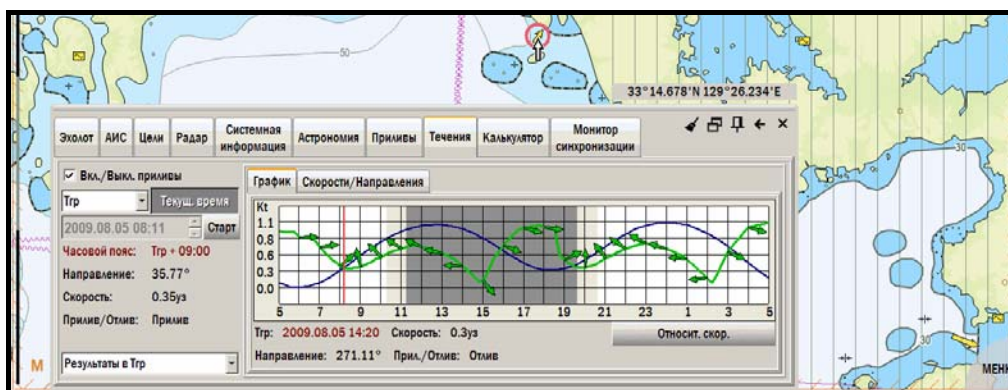 50
33°14.678'N 129°26.234'E
Эхолот АИС Цели Радар Системная информация Астрономия Приливы Течения Калькулятор Монитор синхронизации
Вкл./Выкл. приливы
Trp Текущ. время
2009.08.05 08:11 Старт
Часовой пояс: Trp + 09:00
Направление: 35.77°
Скорость: 0.35уз
Прилив/Отлив: Прилив
Результаты в Trp
График Скорости/Направления
Kt
1.1
0.8
0.6
0.3
0.0
5 7 9 11 13 15 17 19 21 23 1 3 5
Trp: 2009.08.05 14:20 Скорость: 0.3уз
Относит. скор.
Направление: 271.11° Прил./Отлив: Отлив
30
30
М
МЕН